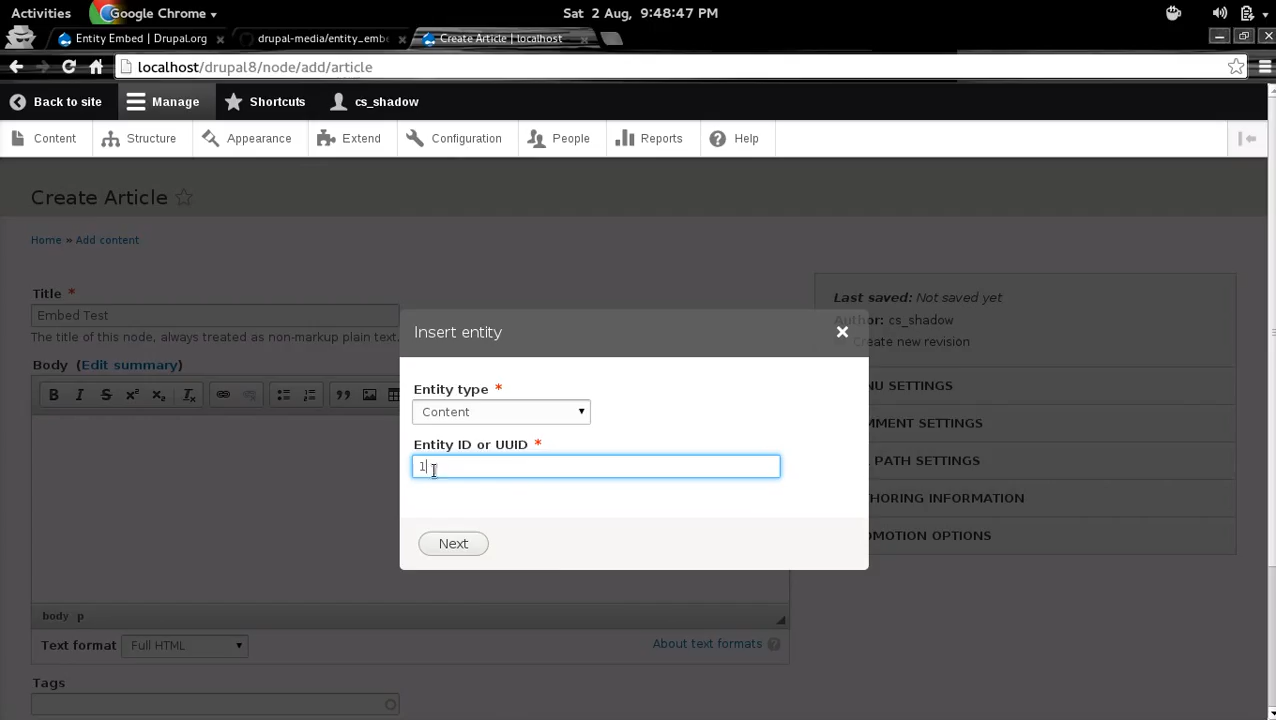 Activities
Google Chrome
Sat 2 Aug, 9:48:47 PM
Entity Embed | Drupal.org
drupal-media/entity_emb
Create Article | localhost
localhost/drupal8/node/add/article
Back to site
Manage
Shortcuts
cs_shadow
Content
Structure
Appearance
Extend
Configuration
People
Reports
Help
Create Article
Home » Add content
Title *
Embed Test
The title of this node, always treated as non-markup plain text.
Body (Edit summary)
body p
Text format Full HTML
About text formats
Tags
Last saved: Not saved yet
Author: cs_shadow
Create new revision
NU SETTINGS
MMENT SETTINGS
PATH SETTINGS
THORING INFORMATION
OMOTION OPTIONS
Insert entity
Entity type *
Content
Entity ID or UUID *
1
Next